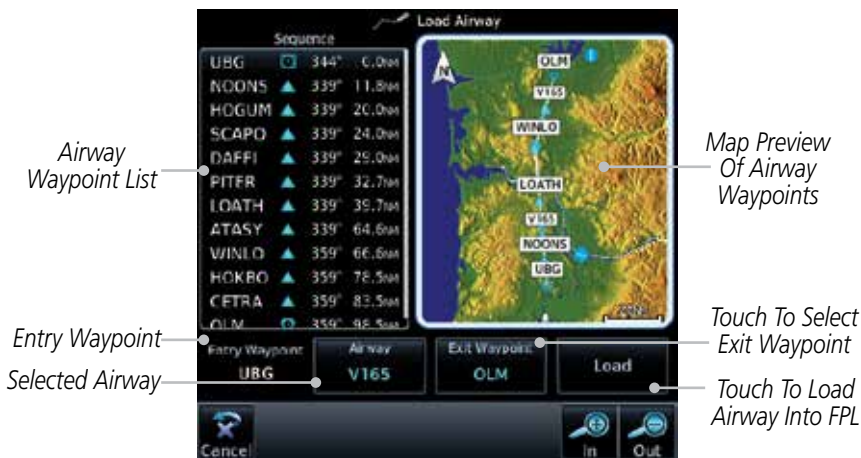 Load Airway
Sequence
UBG 344° 6.0NM
NOONS 339° 11.8NM
HOGUM 339° 20.0NM
SCAPO 339° 24.0NM
DAFFI 339° 29.0NM
PITER 339° 32.7NM
LOATH 339° 39.7NM
ATASY 339° 64.6NM
WINLO 359° 66.6NM
HOKBO 359° 78.5NM
CETRA 359° 83.5NM
OLM 359° 98.5NM
N
OLM
V165
WINLO
LOATH
V165
NOONS
UBG
Entry Waypoint
UBG
Airway
V165
Exit Waypoint
OLM
Load
Cancel
In
Out
Airway
Waypoint List
Entry Waypoint
Selected Airway
Map Preview
Of Airway
Waypoints
Touch To Select
Exit Waypoint
Touch To Load
Airway Into FPL